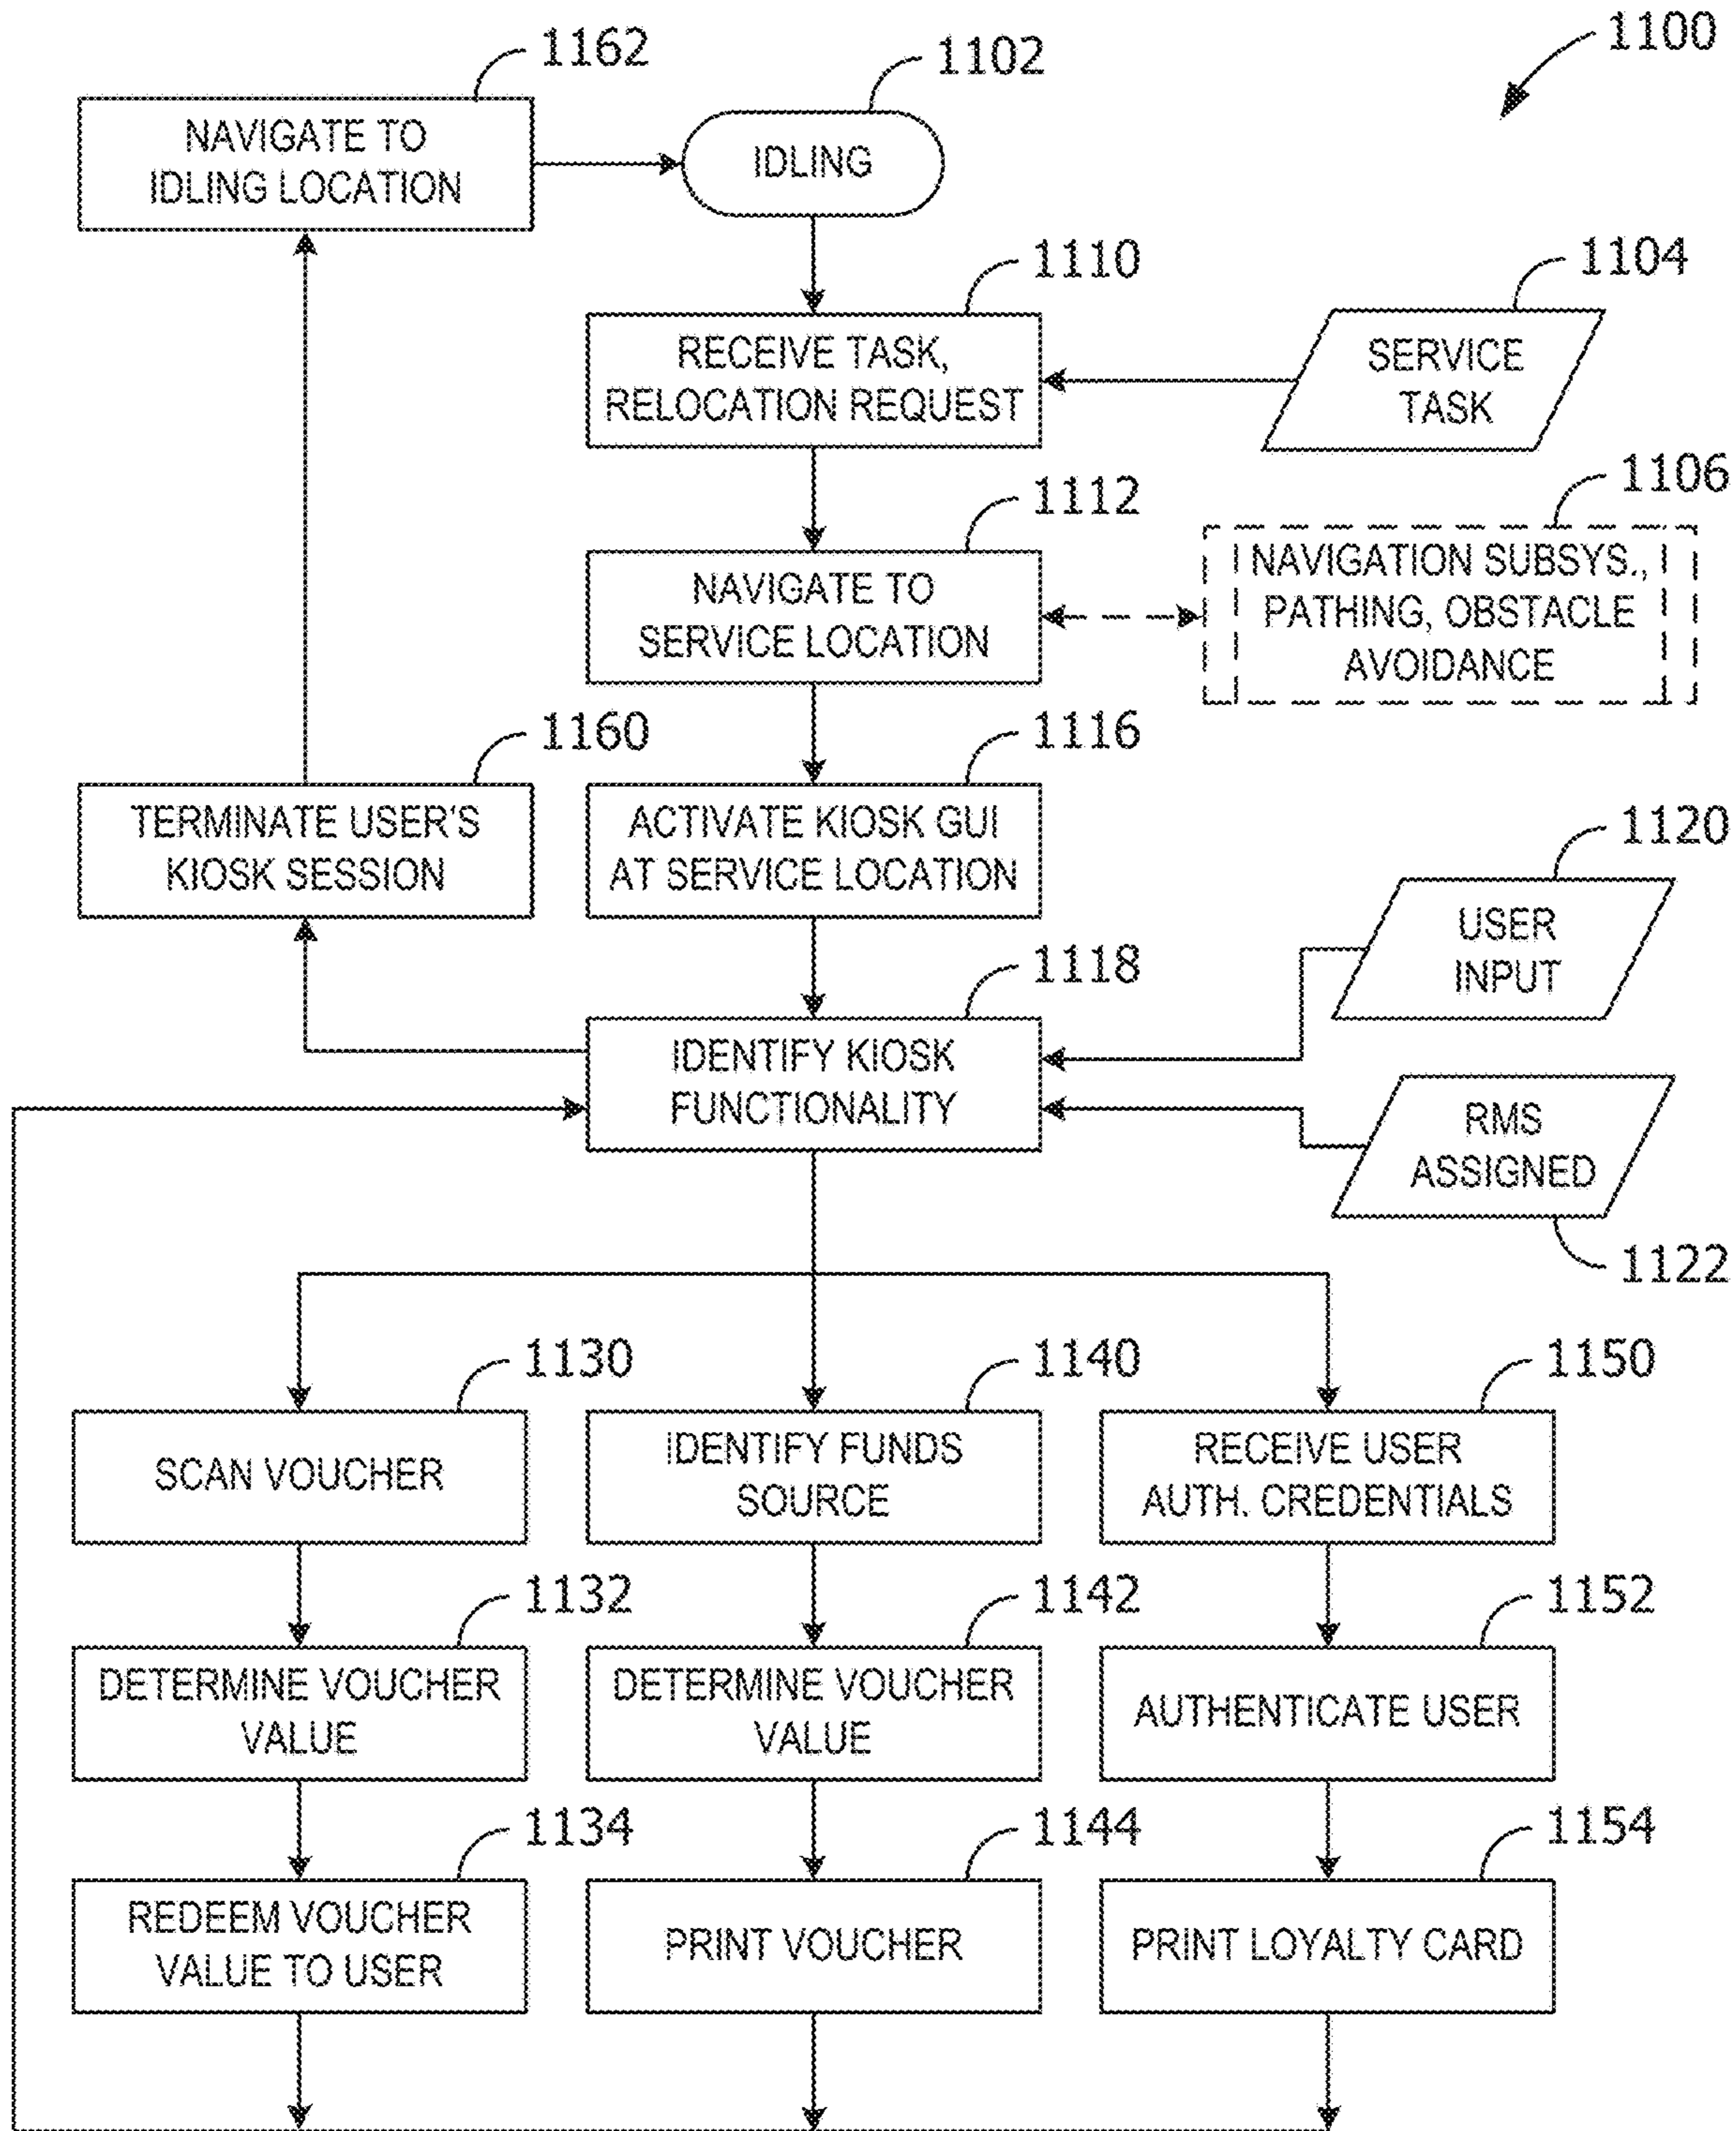 1100
1162
NAVIGATE TO
IDLING LOCATION
1102
IDLING
1110
RECEIVE TASK,
RELOCATION REQUEST
1104
SERVICE
TASK
1112
NAVIGATE TO
SERVICE LOCATION
1106
NAVIGATION SUBSYS.,
PATHING, OBSTACLE
AVOIDANCE
1160
TERMINATE USER'S
KIOSK SESSION
1116
ACTIVATE KIOSK GUI
AT SERVICE LOCATION
1120
USER
INPUT
1118
IDENTIFY KIOSK
FUNCTIONALITY
RMS
ASSIGNED
1122
1130
SCAN VOUCHER
1140
IDENTIFY FUNDS
SOURCE
1150
RECEIVE USER
AUTH. CREDENTIALS
1132
DETERMINE VOUCHER
VALUE
1142
DETERMINE VOUCHER
VALUE
1152
AUTHENTICATE USER
1134
REDEEM VOUCHER
VALUE TO USER
1144
PRINT VOUCHER
1154
PRINT LOYALTY CARD